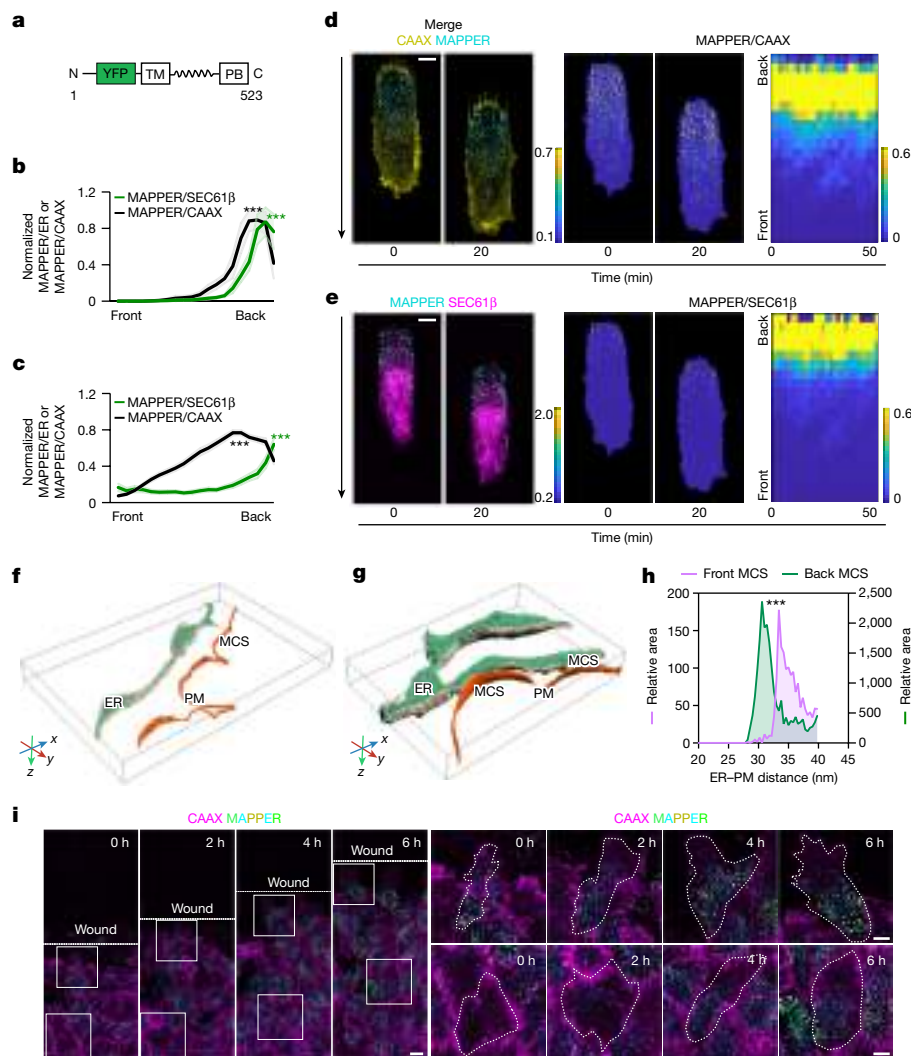 a
N YFP TM PB C
1 523
b
Normalized
MAPPER/ER or
MAPPER/CAAX
1.2
0.8
0.4
0
MAPPER/SEC61β
MAPPER/CAAX
***
***
Front Back
c
Normalized
MAPPER/ER or
MAPPER/CAAX
1.2
0.8
0.4
0
MAPPER/SEC61β
MAPPER/CAAX
***
***
Front Back
d
Merge
CAAX MAPPER
MAPPER/CAAX
0.7
0.1
Back
Front
0.6
0
0 20 0 20 0 50
Time (min)
e
MAPPER SEC61β
MAPPER/SEC61β
2.0
0.2
Back
Front
0.6
0
0 20 0 20 0 50
Time (min)
f
MCS
ER
PM
x
y
z
g
MCS
ER
MCS
PM
x
y
z
h
Front MCS Back MCS
***
200
150
100
50
0
Relative area
2,500
2,000
1,500
1,000
500
0
Relative area
20 25 30 35 40 45
ER–PM distance (nm)
i
CAAX MAPPER
0 h 2 h 4 h 6 h
Wound
Wound
Wound
Wound
CAAX MAPPER
0 h 2 h 4 h 6 h
0 h 2 h 4 h 6 h